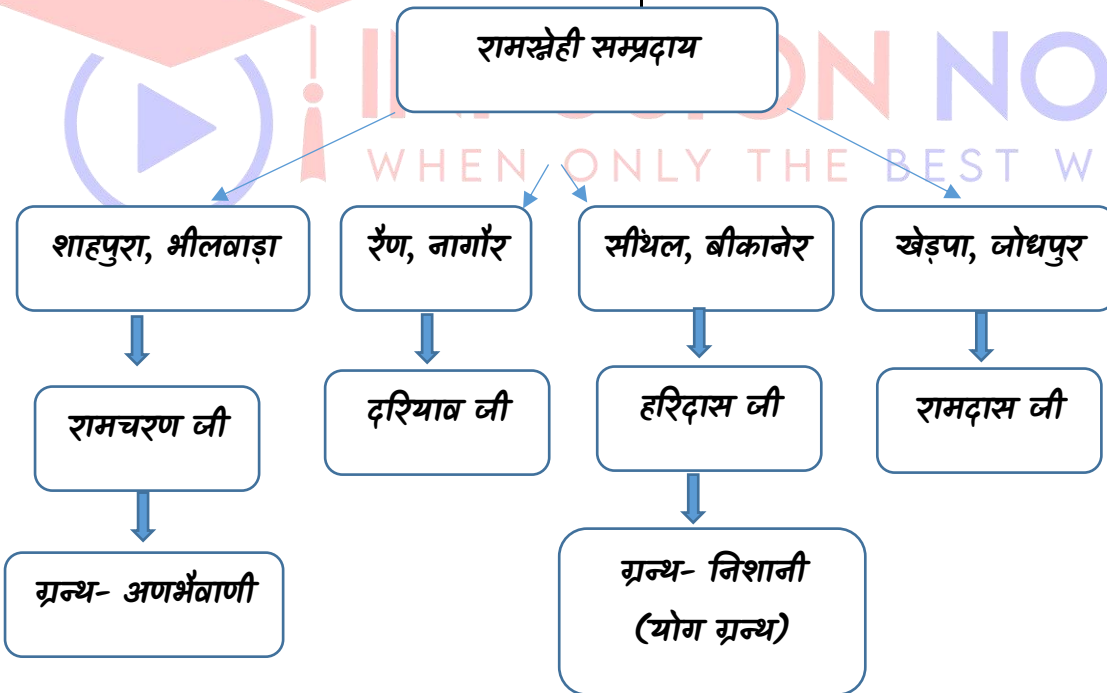 रामस्नेही सम्प्रदाय
WHEN ONLY THE BEST W
शाहपुरा, भीलवाड़ा
रैण, नागौर
सींथल, बीकानेर
खेड़पा, जोधपुर
रामचरण जी
दरियाव जी
हरिदास जी
रामदास जी
ग्रन्थ- अणभैवाणी
ग्रन्थ- निशानी
(योग ग्रन्थ)